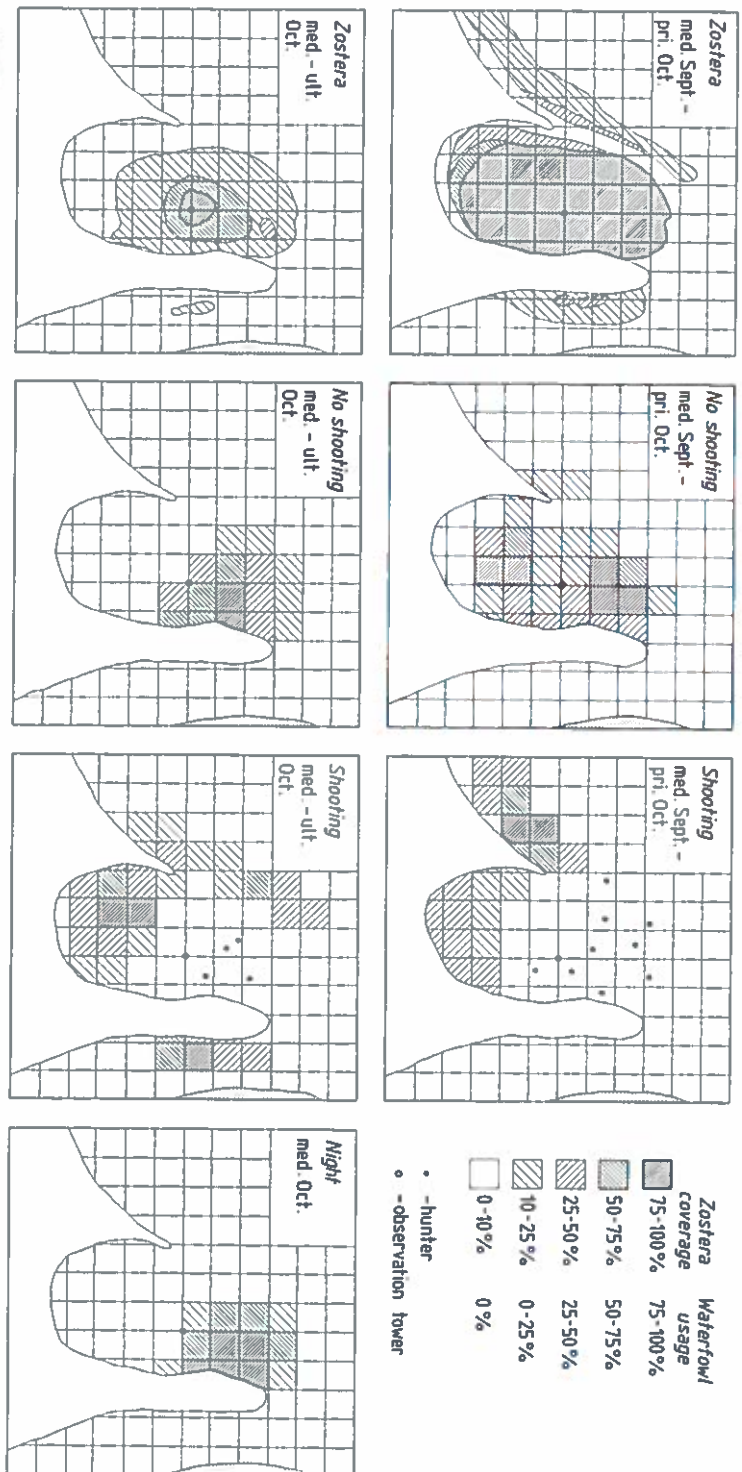 Zostera
med. Sept.-
pri. Oct.
No shooting
med. Sept.-
pri. Oct.
Shooting
med. Sept.-
pri. Oct.
Zostera
coverage
Waterfowl
usage
75-100% 75-100%
50-75% 50-75%
25-50% 25-50%
10-25% 0-25%
0-10% 0%
• -hunter
o -observation tower
Zostera
med. - ult.
Oct.
No shooting
med. - ult.
Oct.
Shooting
med. - ult.
Oct.
Night
med. Oct.